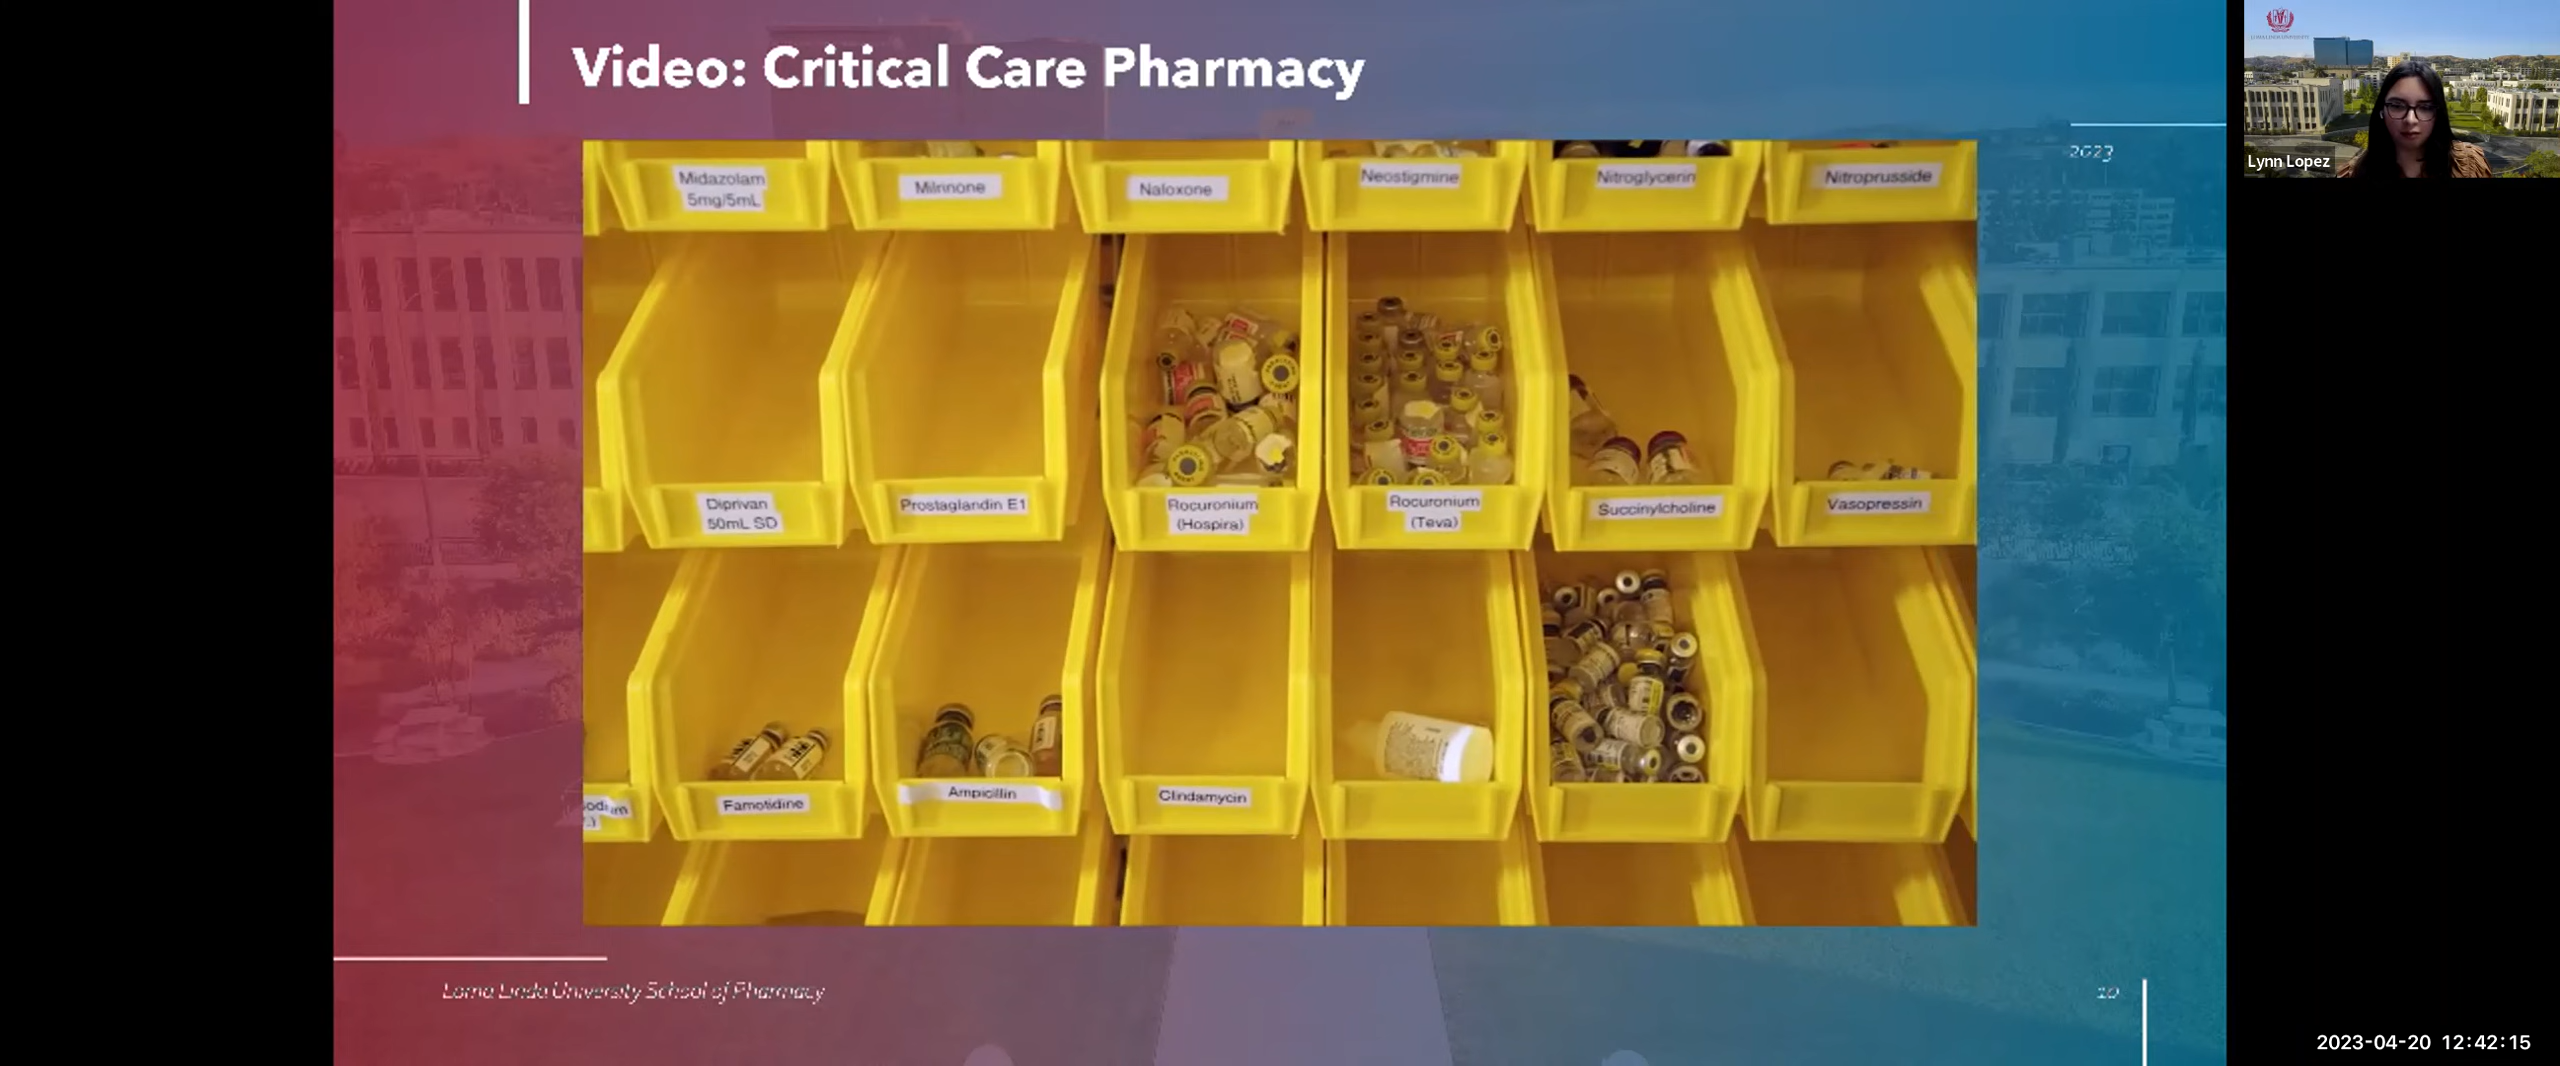 Video: Critical Care Pharmacy
2023
Lynn Lopez
Midazolam
5mg/5mL
Milrinone
Naloxone
Neostigmine
Nitroglycerin
Nitroprusside
Diprivan
50mL SD
Prostaglandin E1
Rocuronium
(Hospira)
Rocuronium
(Teva)
Succinylcholine
Vasopressin
Famotidine
Ampicillin
Clindamycin
Loma Linda University School of Pharmacy
10
2023-04-20 12:42:15